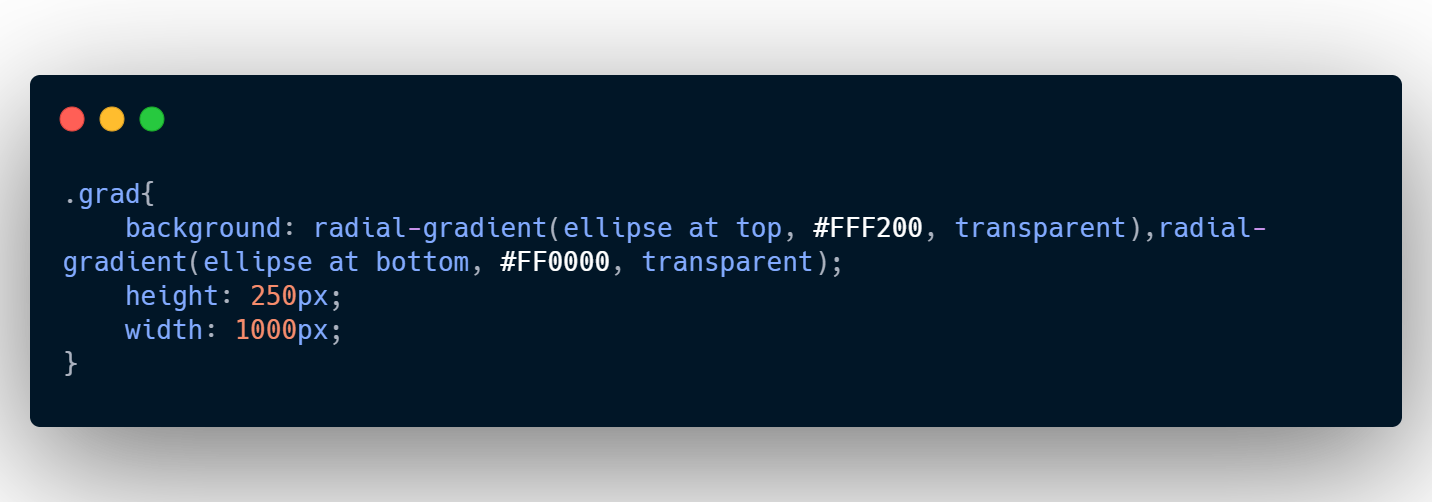 .grad{
    background: radial-gradient(ellipse at top, #FFF200, transparent),radial-
gradient(ellipse at bottom, #FF0000, transparent);
    height: 250px;
    width: 1000px;
}